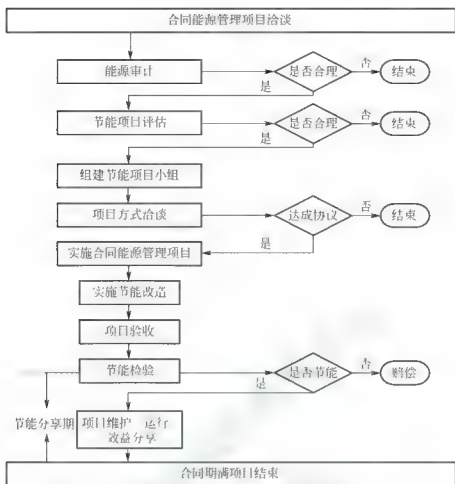 合同能源管理项目洽谈
能源审计
是否合理
否
结束
是
节能项目评估
是否合理
否
结束
是
组建节能项目小组
项目方式洽谈
达成协议
否
结束
是
实施合同能源管理项目
实施节能改造
项目验收
节能检验
是否节能
否
赔偿
是
节能分享期
项目维护 运行
效益分享
合同期满项目结束